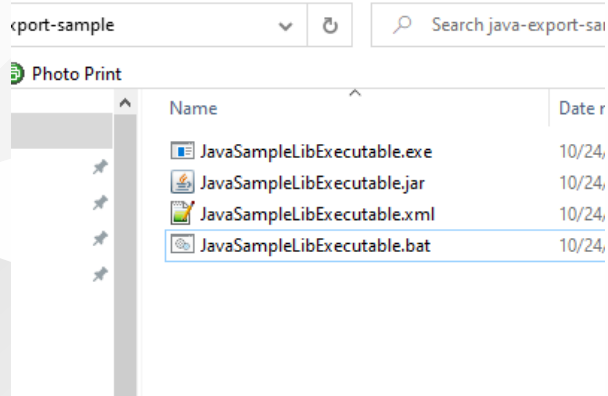 xport-sample
Search java-export-sa
Photo Print
Name
Date
JavaSampleLibExecutable.exe
10/24/
JavaSampleLibExecutable.jar
10/24/
JavaSampleLibExecutable.xml
10/24/
JavaSampleLibExecutable.bat
10/24/